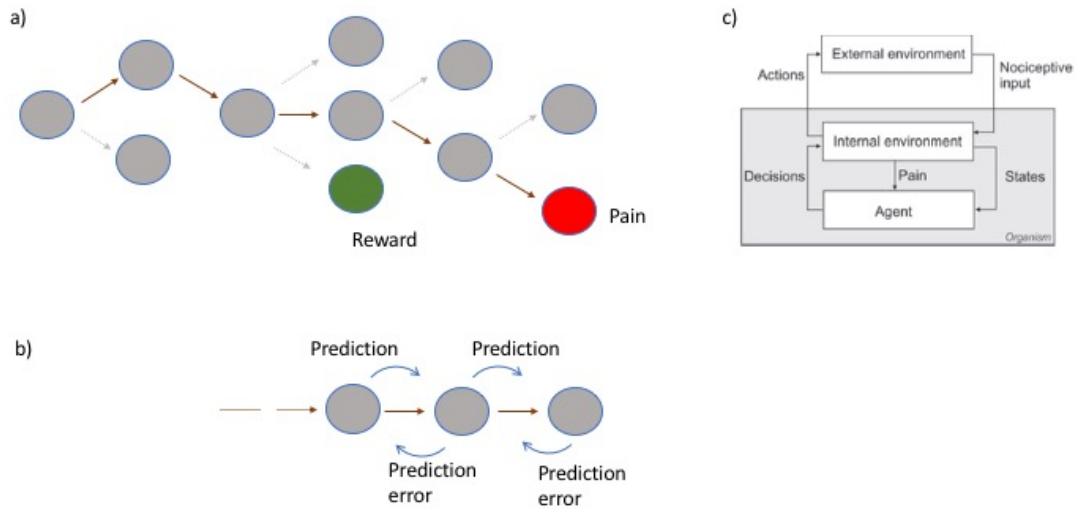 a)
Reward
Pain
b)
Prediction
Prediction
Prediction
error
Prediction
error
c)
External environment
Actions
Nociceptive
input
Internal environment
Decisions
Pain
States
Agent
Organism